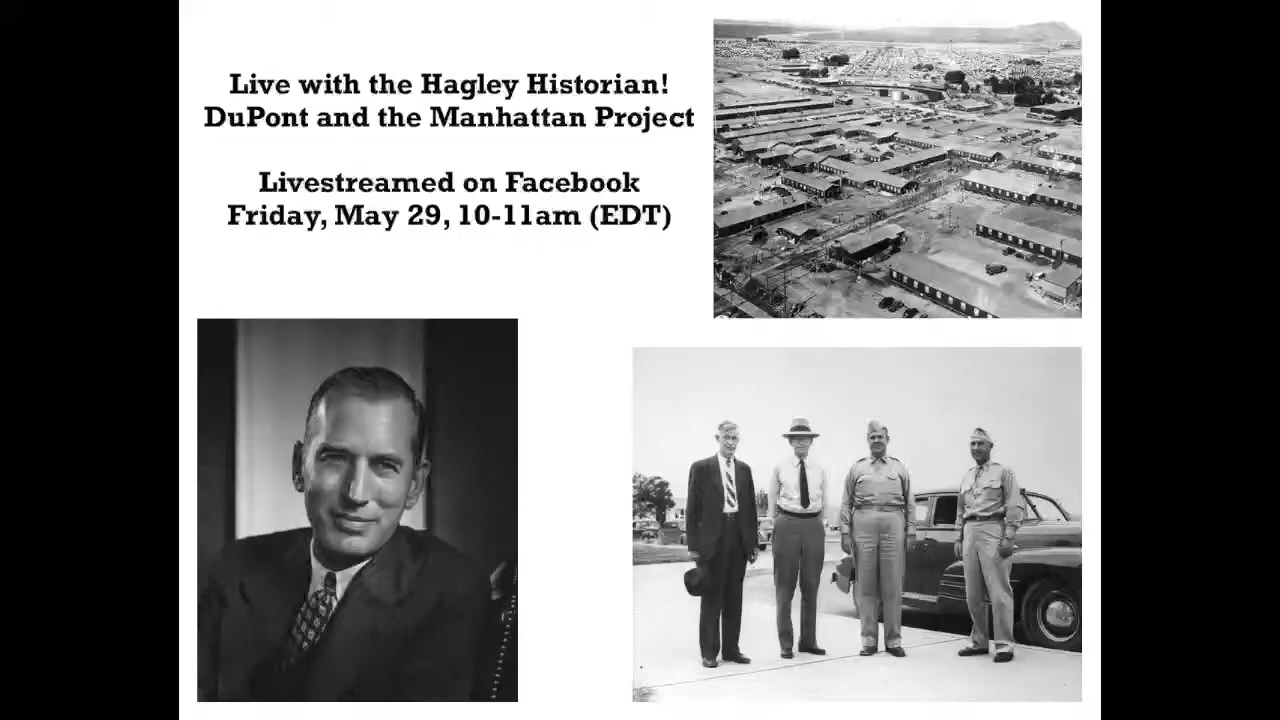 Live with the Hagley Historian!
DuPont and the Manhattan Project
Livestreamed on Facebook
Friday, May 29, 10-11am (EDT)